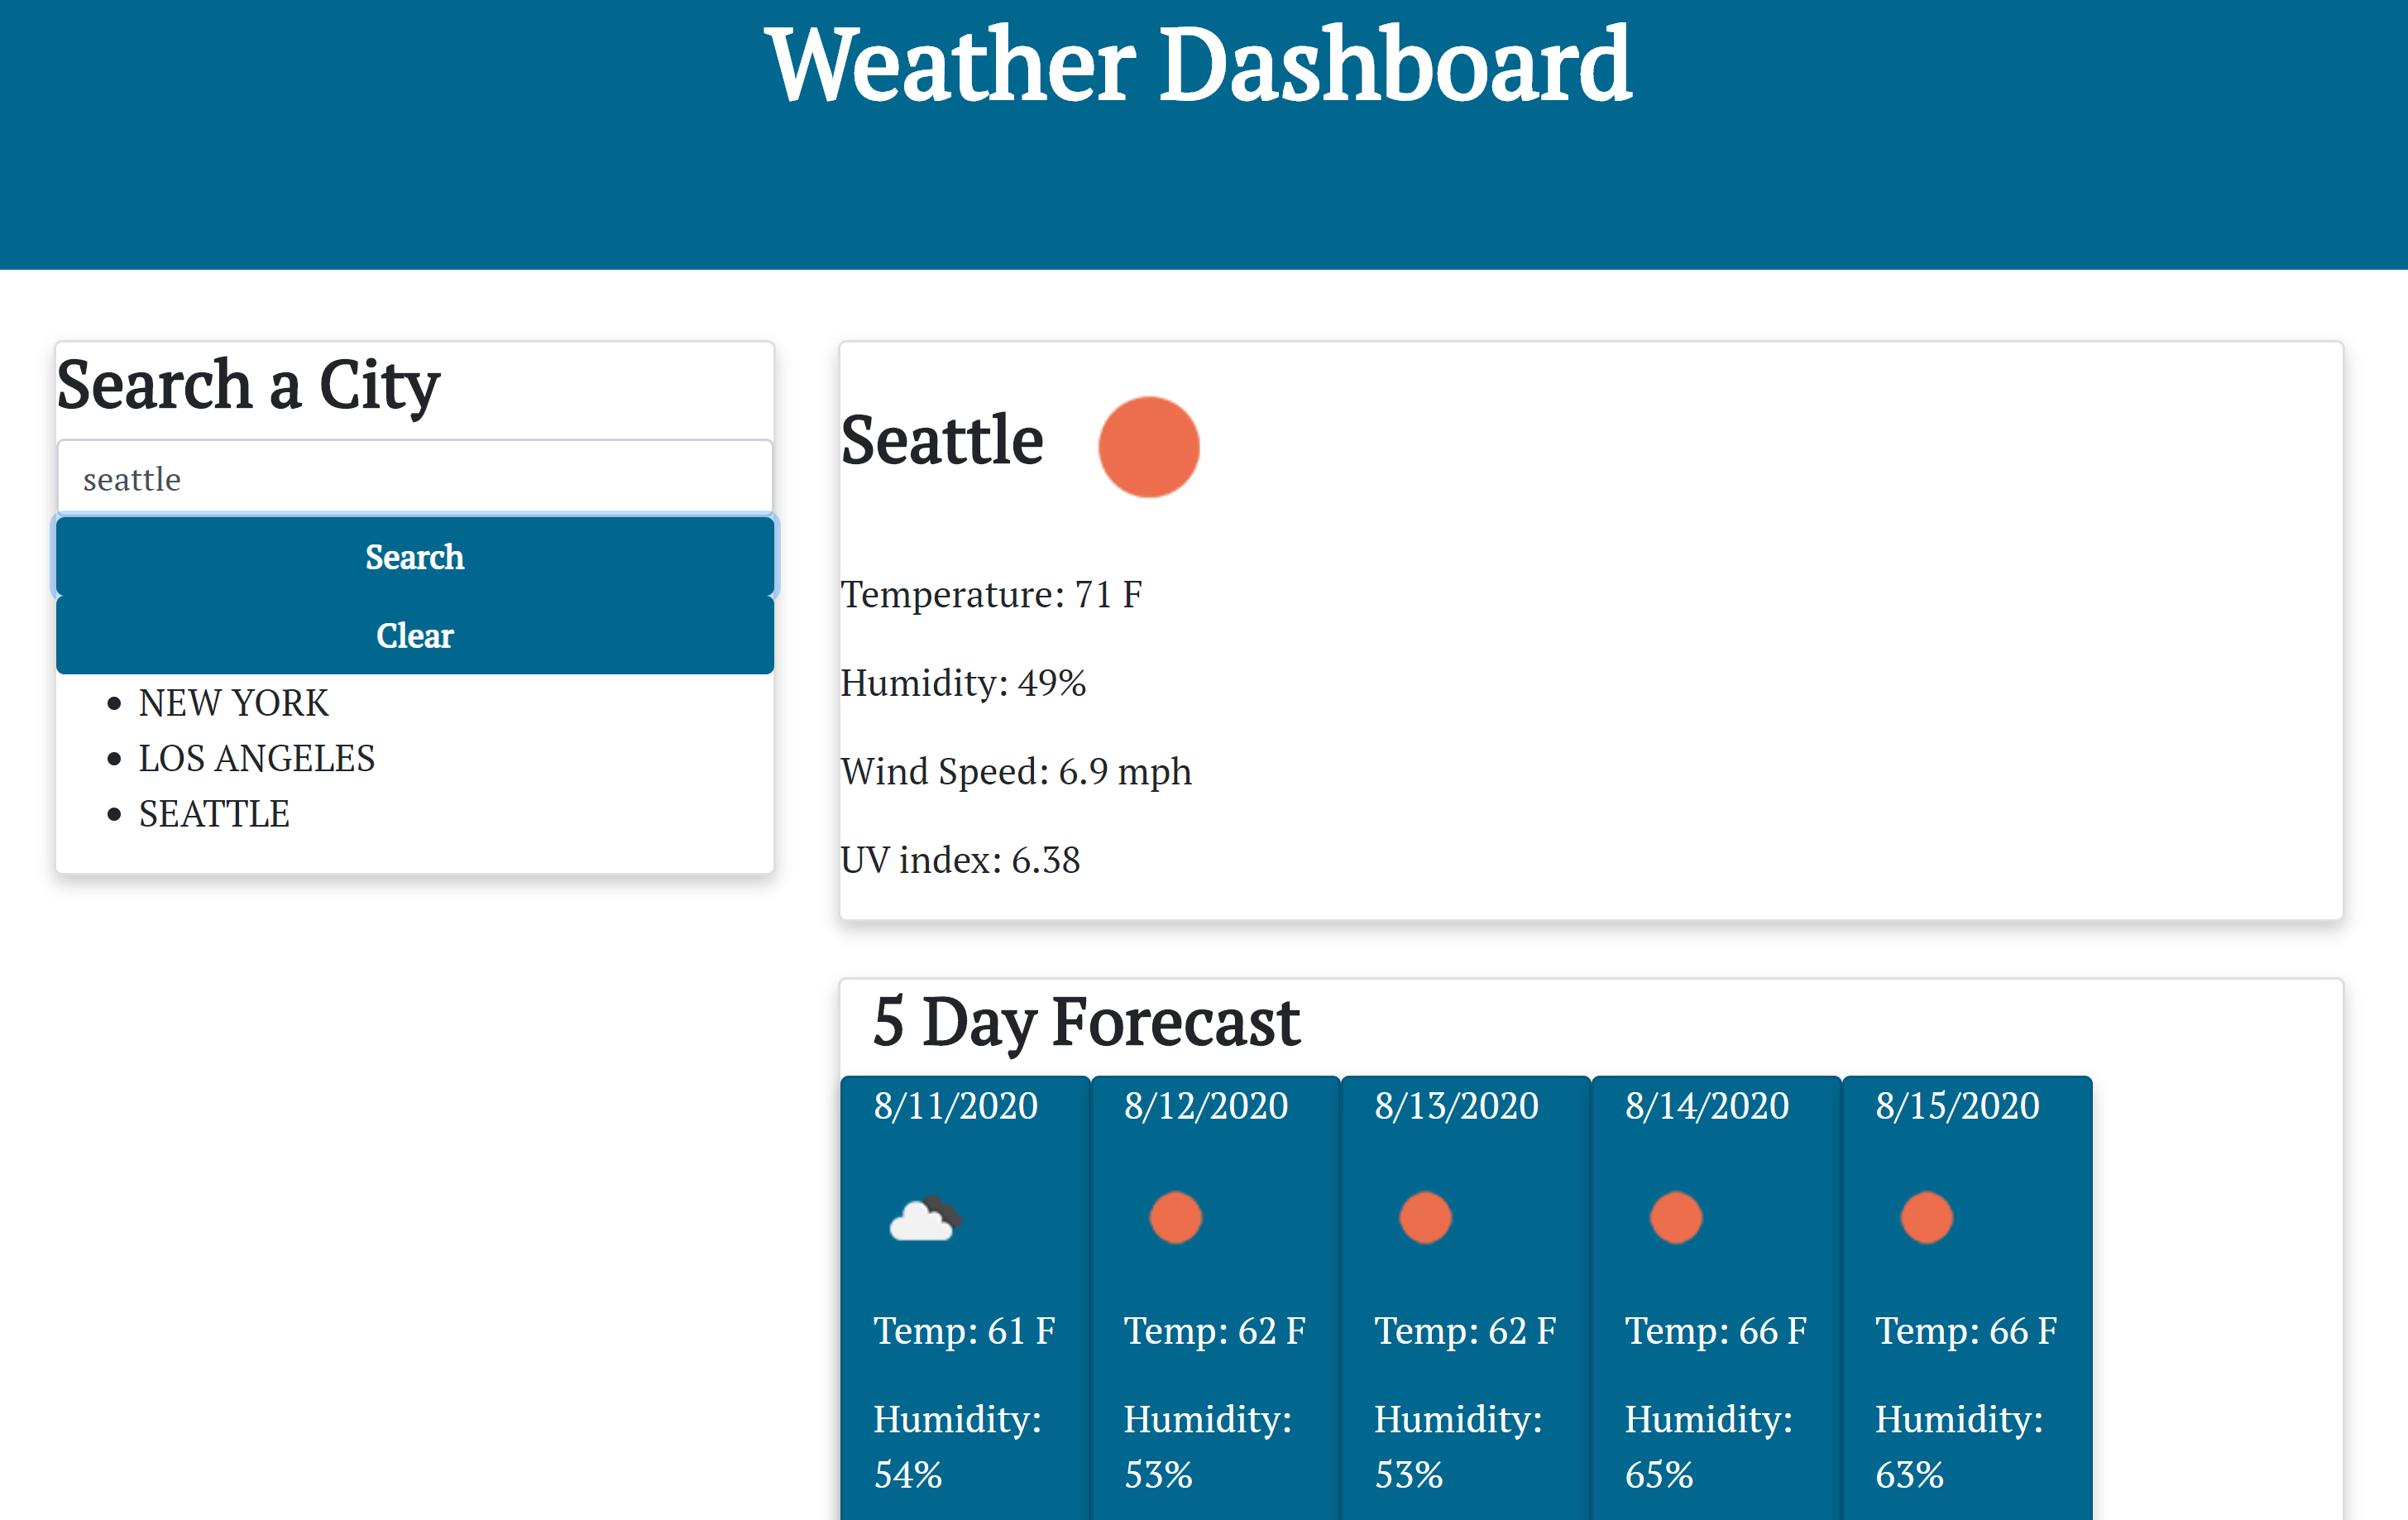 Weather Dashboard
Search a City
seattle
Search
Clear
NEW YORK
LOS ANGELES
SEATTLE
Seattle
Temperature: 71 F
Humidity: 49%
Wind Speed: 6.9 mph
UV index: 6.38
5 Day Forecast
8/11/2020
Temp: 61 F
Humidity:
54%
8/12/2020
Temp: 62 F
Humidity:
53%
8/13/2020
Temp: 62 F
Humidity:
53%
8/14/2020
Temp: 66 F
Humidity:
65%
8/15/2020
Temp: 66 F
Humidity:
63%